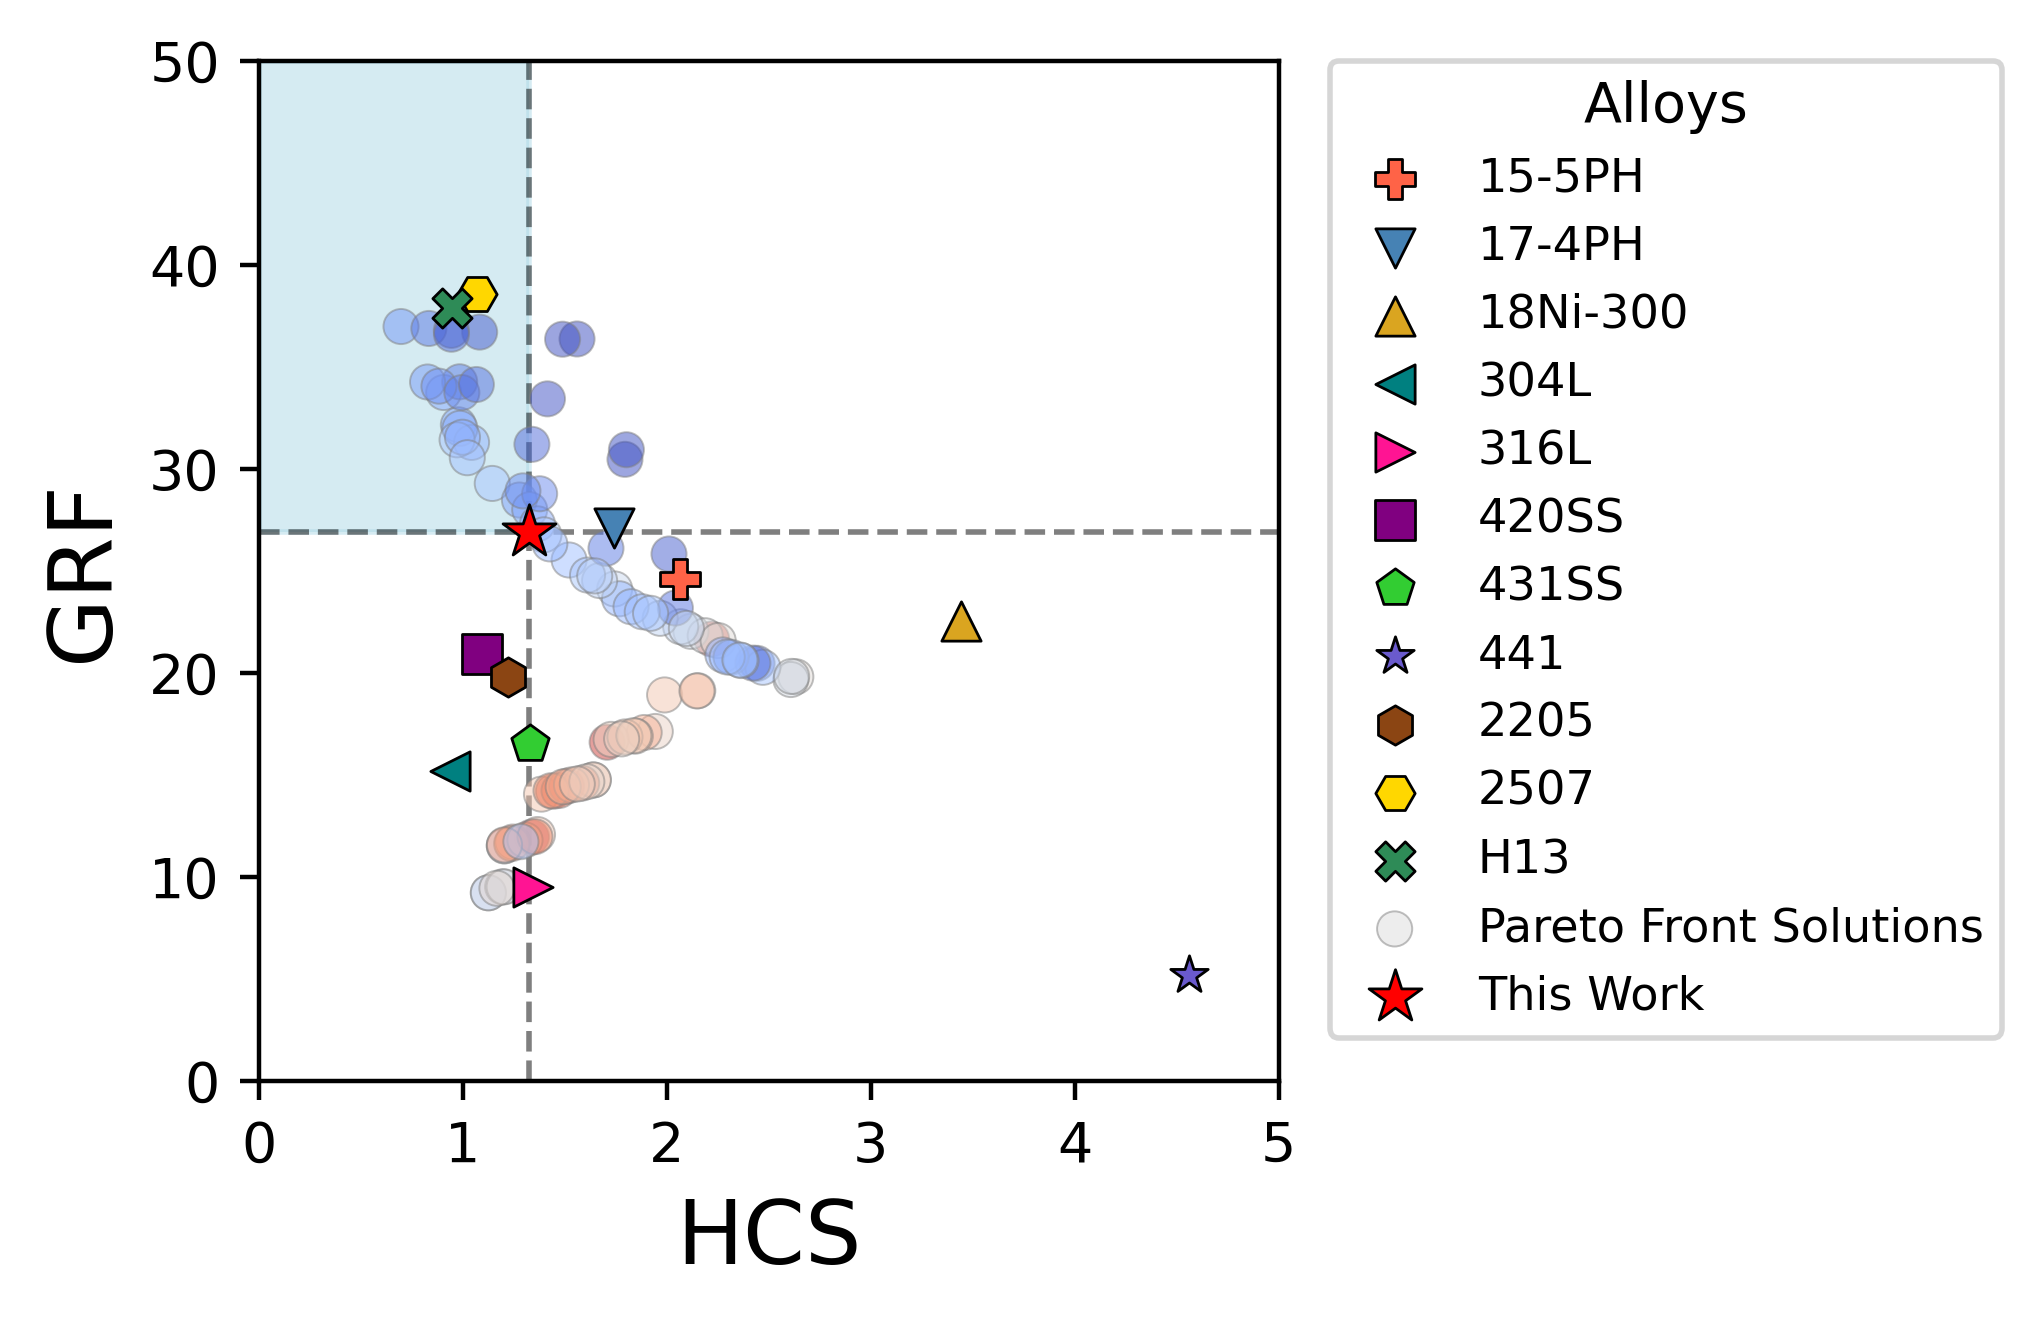 GRF
50
40
30
20
10
0
0 1 2 3 4 5
HCS
Alloys
15-5PH
17-4PH
18Ni-300
304L
316L
420SS
431SS
441
2205
2507
H13
Pareto Front Solutions
This Work